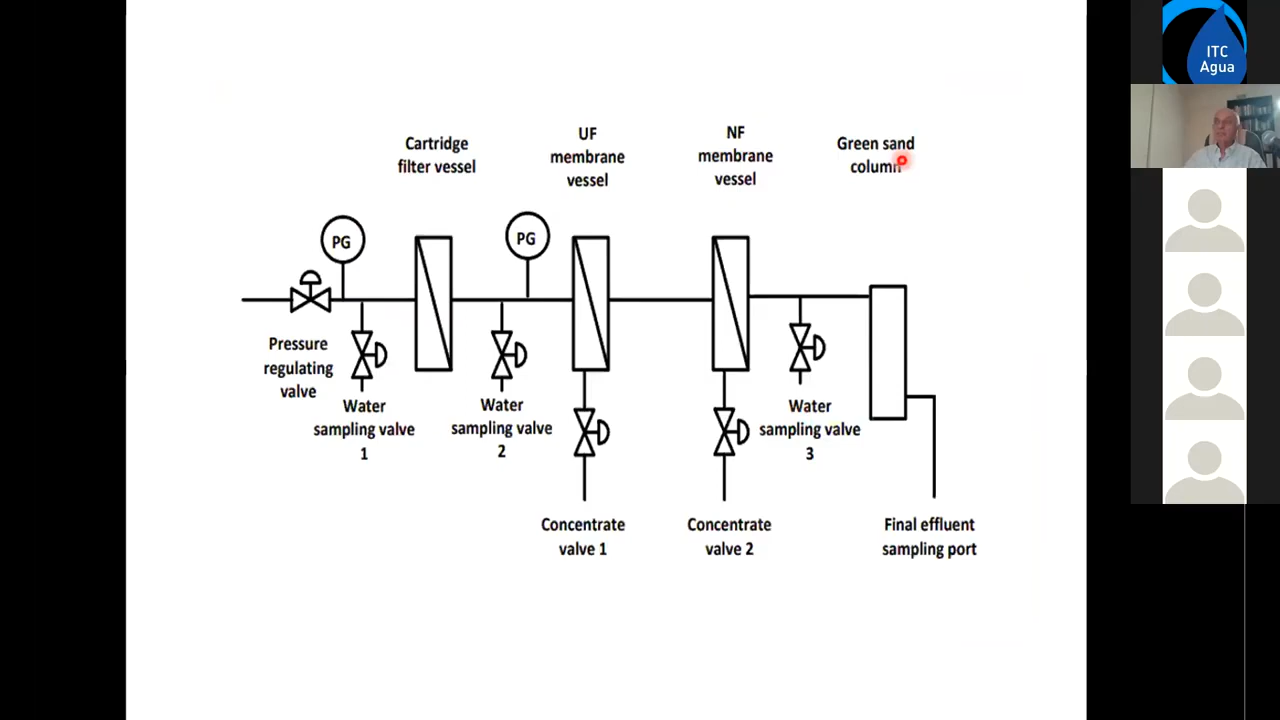 ITC
Agua
Cartridge
filter vessel
UF
membrane
vessel
NF
membrane
vessel
Green sand
column
PG
PG
Pressure
regulating
valve
Water
sampling valve
1
Water
sampling valve
2
Water
sampling valve
3
Concentrate
valve 1
Concentrate
valve 2
Final effluent
sampling port